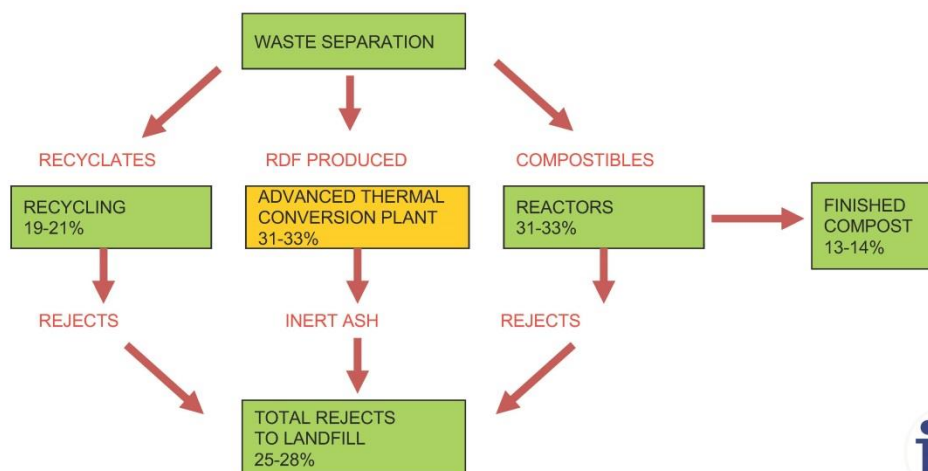 WASTE SEPARATION
RECYCLATES
RDF PRODUCED
COMPOSTIBLES
RECYCLING
19-21%
ADVANCED THERMAL
CONVERSION PLANT
31-33%
REACTORS
31-33%
FINISHED
COMPOST
13-14%
REJECTS
INERT ASH
REJECTS
TOTAL REJECTS
TO LANDFILL
25-28%
i